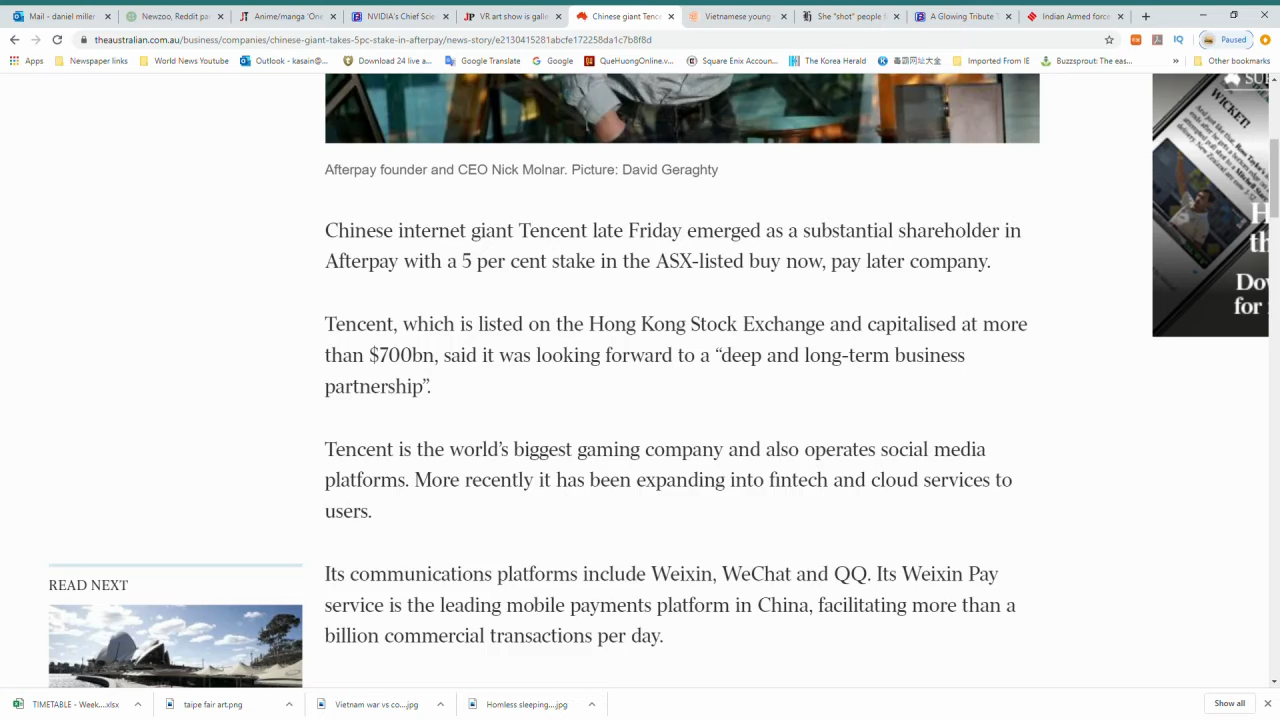 Mail - daniel miller
Newzoo, Reddit pa
Anime/manga 'One
NVIDIA's Chief Scie
VR art show is galle
Chinese giant Tenc
Vietnamese young
She "shot" people f
A Glowing Tribute T
Indian Armed force
theaustralian.com.au/business/companies/chinese-giant-takes-5pc-stake-in-afterpay/news-story/e2130415281abcfe172258da1c7b8f8d
IQ
Paused
Apps
Newspaper links
World News Youtube
Outlook - kasain@...
Download 24 live a...
Google Translate
Google
QueHuongOnline.v...
Square Enix Accoun...
The Korea Herald
毒霸网址大全
Imported From IE
Buzzsprout: The eas...
»
Other bookmarks
WICKET!
Afterpay founder and CEO Nick Molnar. Picture: David Geraghty
Chinese internet giant Tencent late Friday emerged as a substantial shareholder in
Afterpay with a 5 per cent stake in the ASX-listed buy now, pay later company.
Tencent, which is listed on the Hong Kong Stock Exchange and capitalised at more
than $700bn, said it was looking forward to a “deep and long-term business
partnership”.
Tencent is the world’s biggest gaming company and also operates social media
platforms. More recently it has been expanding into fintech and cloud services to
users.
Its communications platforms include Weixin, WeChat and QQ. Its Weixin Pay
service is the leading mobile payments platform in China, facilitating more than a
billion commercial transactions per day.
H
th
Do
for
READ NEXT
TIMETABLE - Week....xlsx
taipe fair art.png
Vietnam war vs co....jpg
Homless sleeping....jpg
Show all